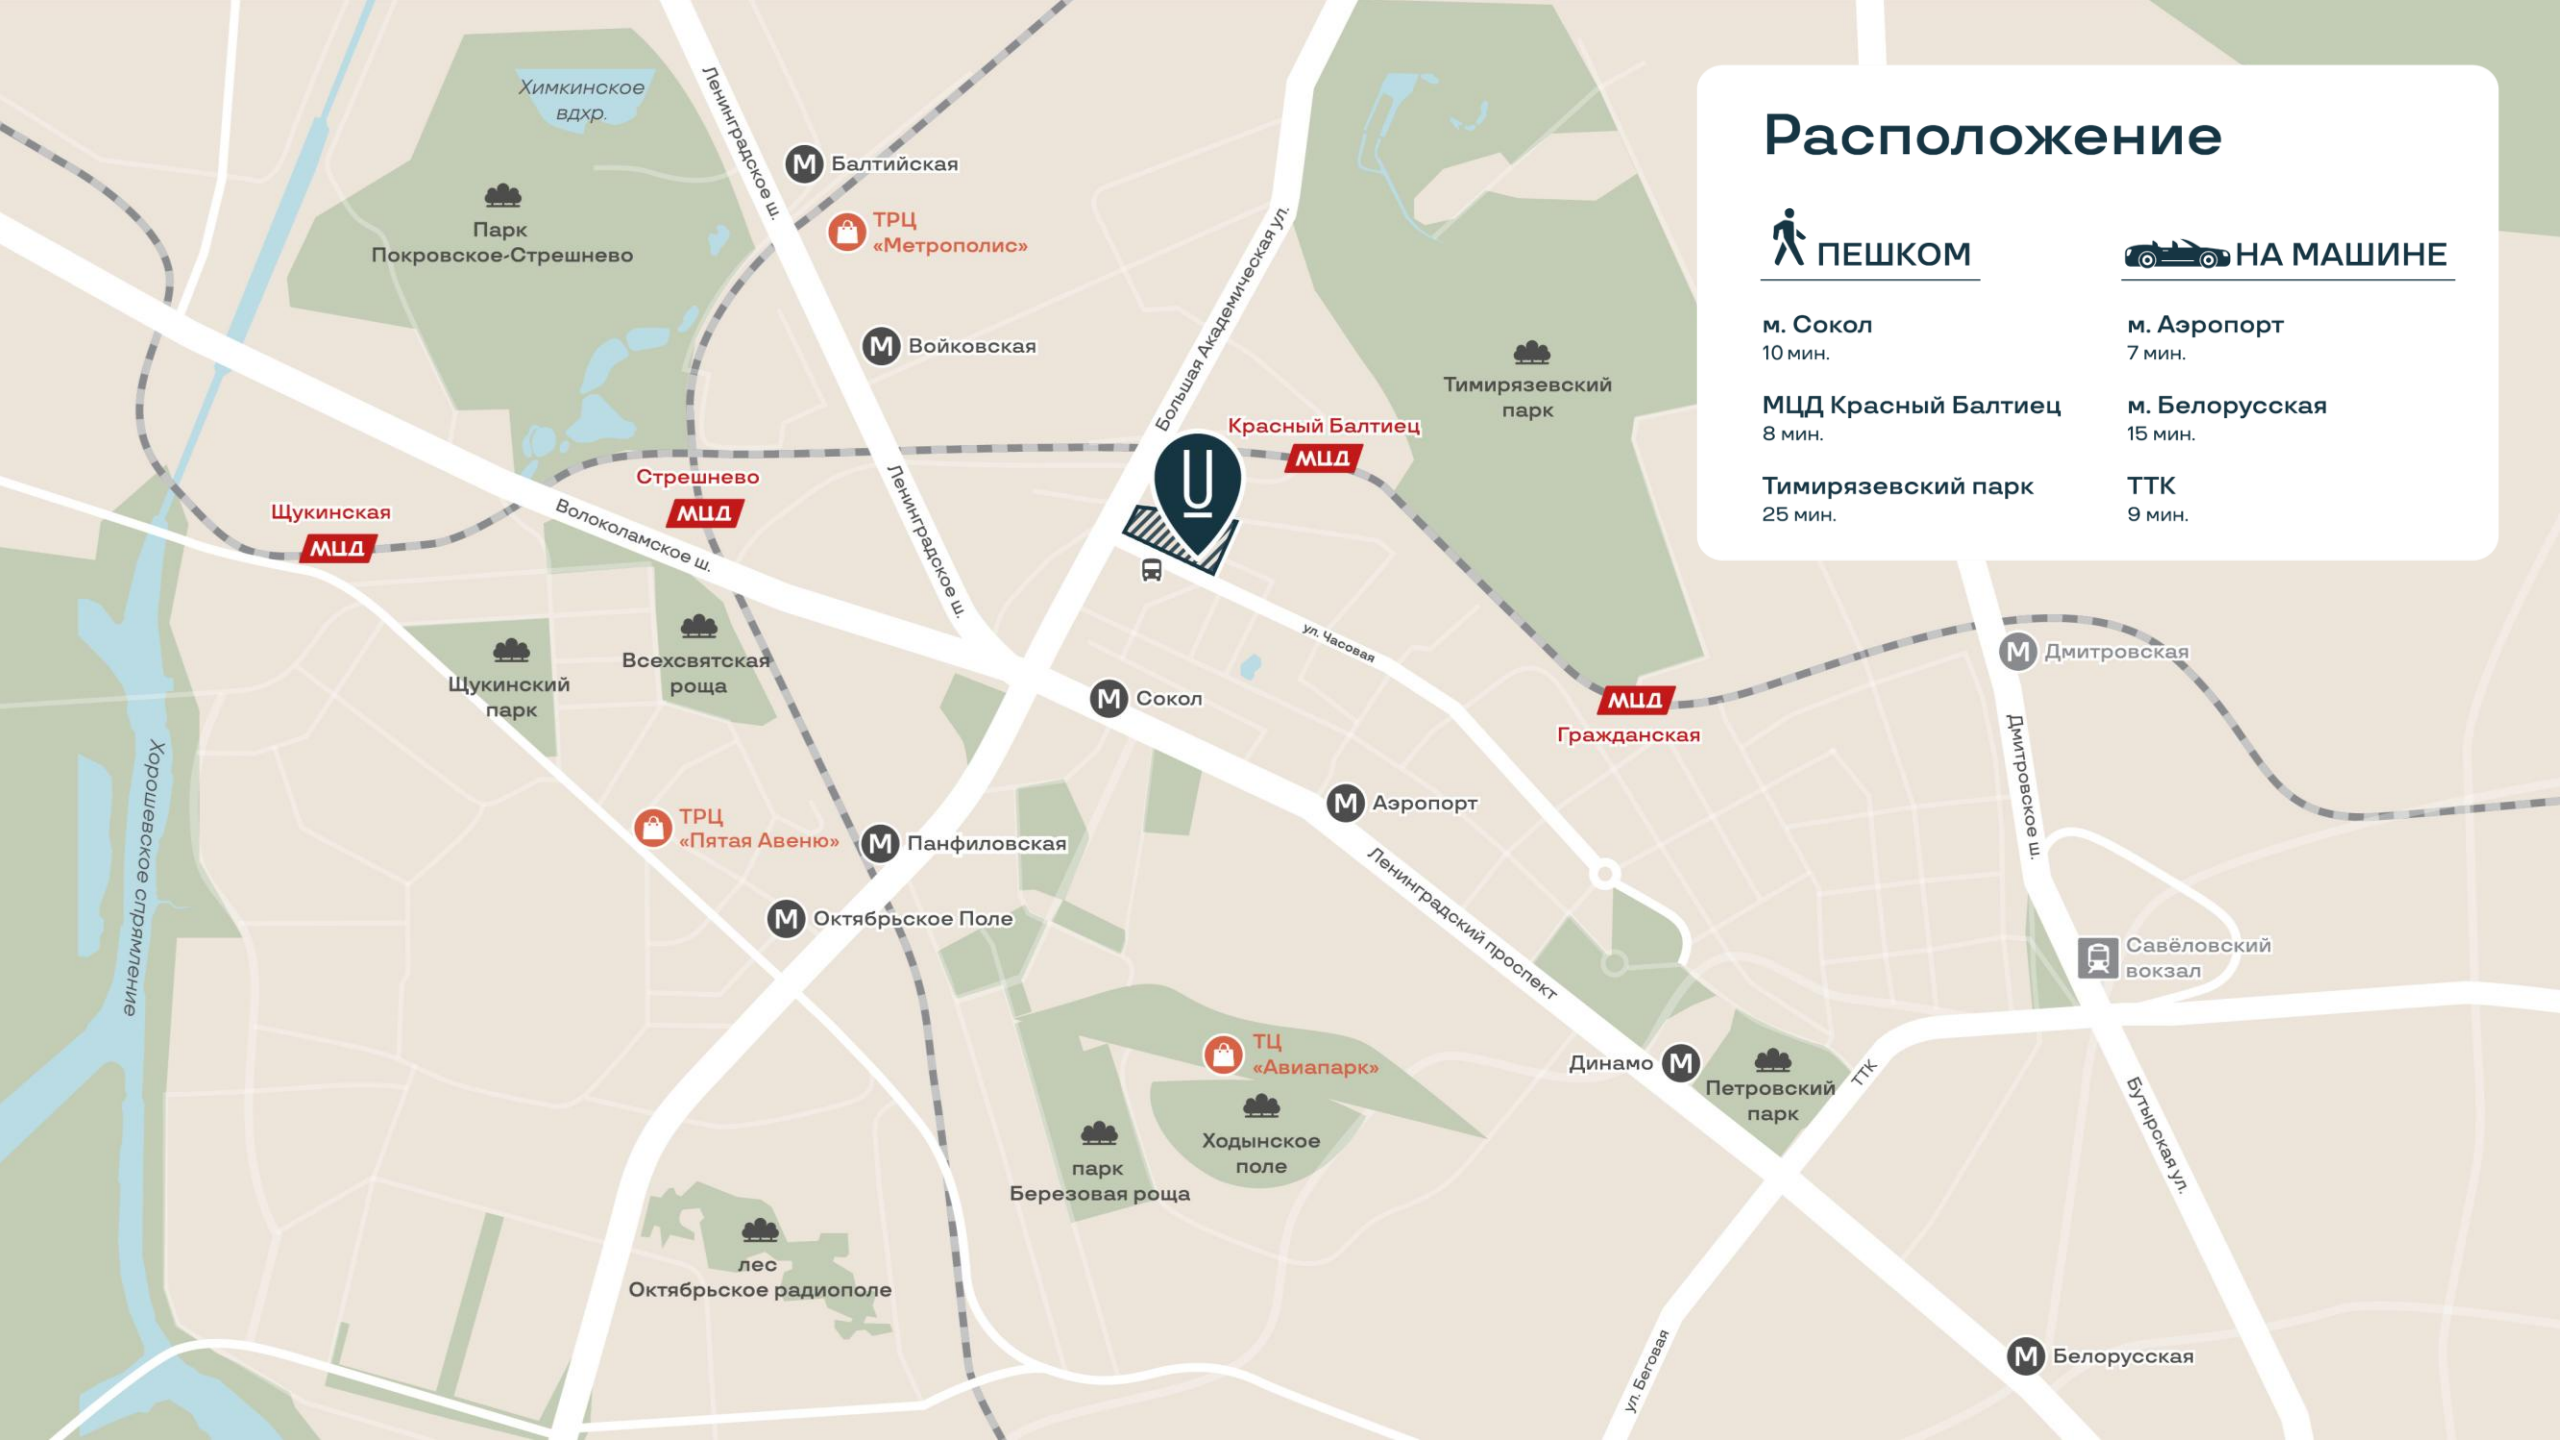 Расположение
ПЕШКОМ
м. Сокол
10 мин.
МЦД Красный Балтиец
8 мин.
Тимирязевский парк
25 мин.
НА МАШИНЕ
м. Аэропорт
7 мин.
м. Белорусская
15 мин.
ТТК
9 мин.
Химкинское
вдхр.
Ленинградское ш.
М Балтийская
ТРЦ
«Метрополис»
Парк
Покровское-Стрешнево
Большая Академическая ул.
М Войковская
Тимирязевский
парк
Красный Балтиец
МЦД
U
Стрешнево
МЦД
Щукинская
МЦД
Волоколамское ш.
Ленинградское ш.
ул. Часовая
Всехсвятская
роща
Щукинский
парк
М Сокол
МЦД
Гражданская
М Дмитровская
Дмитровское ш.
Хорошевское спрямление
ТРЦ
«Пятая Авеню»
М Панфиловская
М Аэропорт
Ленинградский проспект
М Октябрьское Поле
Савёловский
вокзал
ТЦ
«Авиапарк»
Динамо М
Петровский
парк
ТТК
Ходынское
поле
парк
Березовая роща
Бутырская ул.
лес
Октябрьское радиополе
ул. Беговая
М Белорусская